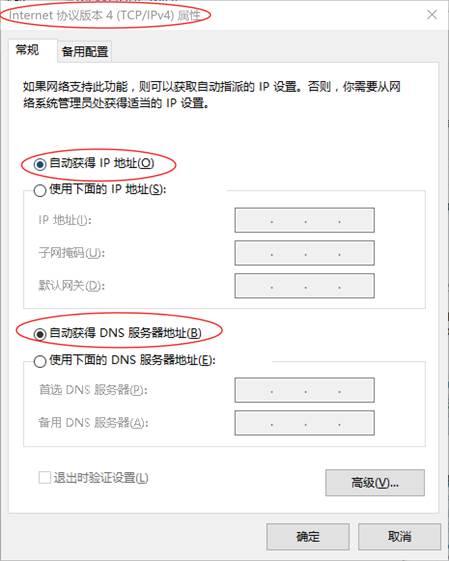 Internet 协议版本 4 (TCP/IPv4) 属性
常规
备用配置
如果网络支持此功能，则可以获取自动指派的 IP 设置。否则，你需要从网
络系统管理员处获得适当的 IP 设置。
自动获得 IP 地址(O)
使用下面的 IP 地址(S):
IP 地址(I):
子网掩码(U):
默认网关(D):
自动获得 DNS 服务器地址(B)
使用下面的 DNS 服务器地址(E):
首选 DNS 服务器(P):
备用 DNS 服务器(A):
退出时验证设置(L)
高级(V)...
确定
取消